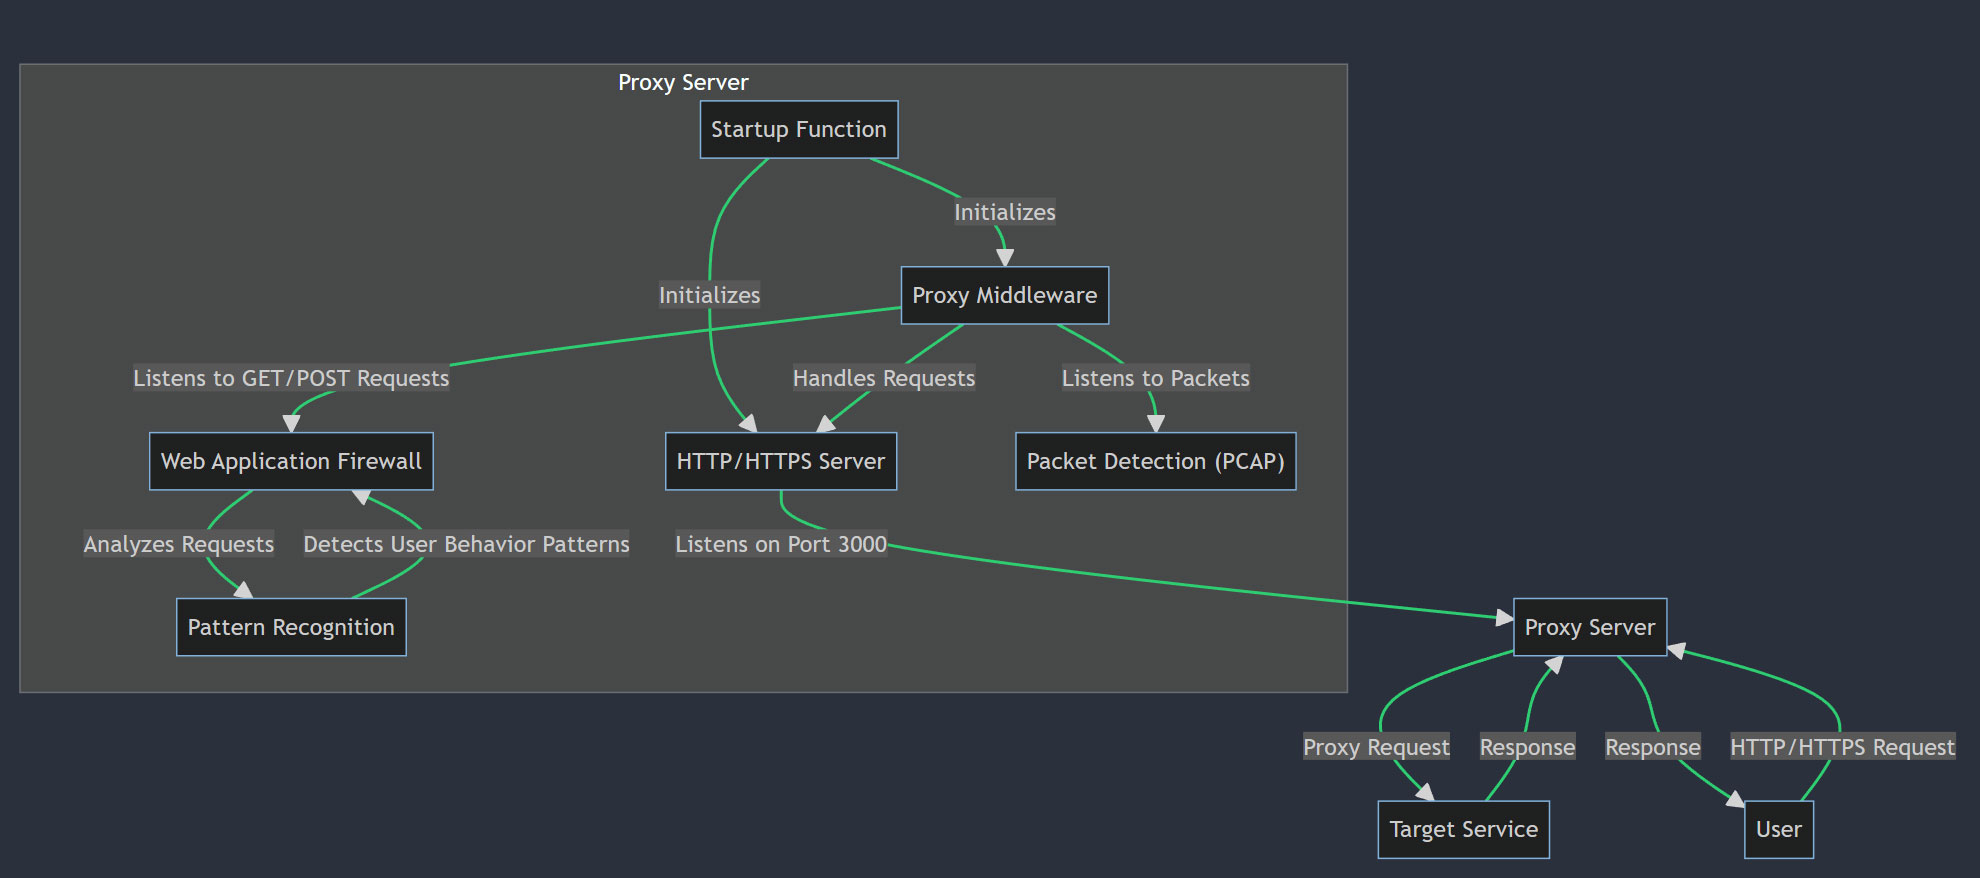 Proxy Server
Startup Function
Initializes
Initializes
Proxy Middleware
Listens to GET/POST Requests
Handles Requests
Listens to Packets
Web Application Firewall
HTTP/HTTPS Server
Packet Detection (PCAP)
Analyzes Requests
Detects User Behavior Patterns
Listens on Port 3000
Pattern Recognition
Proxy Server
Proxy Request
Response
Response
HTTP/HTTPS Request
Target Service
User